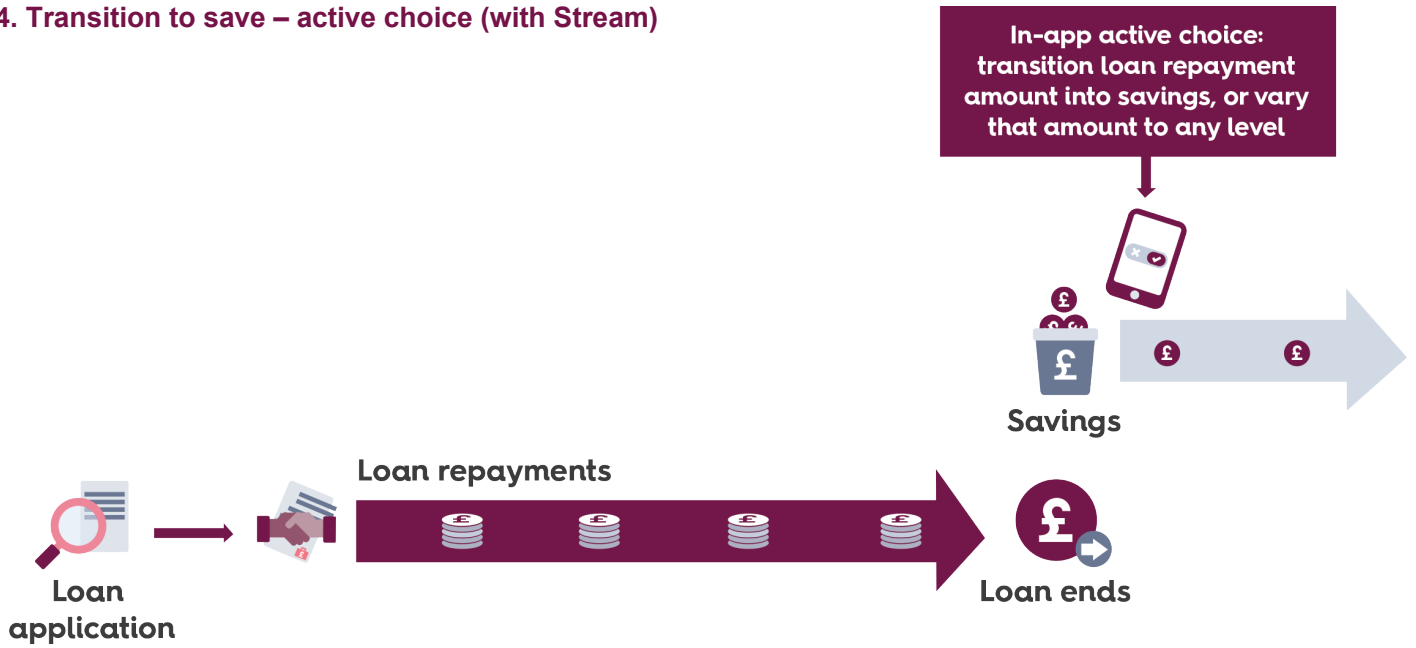 4. Transition to save – active choice (with Stream)
In-app active choice:
transition loan repayment
amount into savings, or vary
that amount to any level
£
£
£
£
£
Savings
Loan repayments
£
£
£
£
£
Loan ends
Loan
application